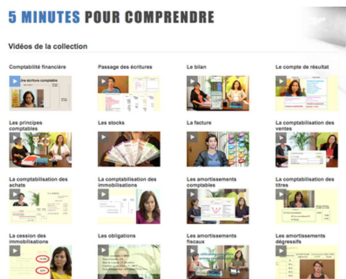 5 MINUTES POUR COMPRENDRE
Vidéos de la collection
Comptabilité financière
Passage des écritures
Le bilan
Le compte de résultat
Les principes
comptables
Les stocks
La facture
La comptabilisation des
ventes
La comptabilisation des
achats
La comptabilisation des
immobilisations
Les amortissements
comptables
La comptabilisation des
titres
La cession des
immobilisations
Les obligations
Les amortissements
fiscaux
Les amortissements
dégressifs